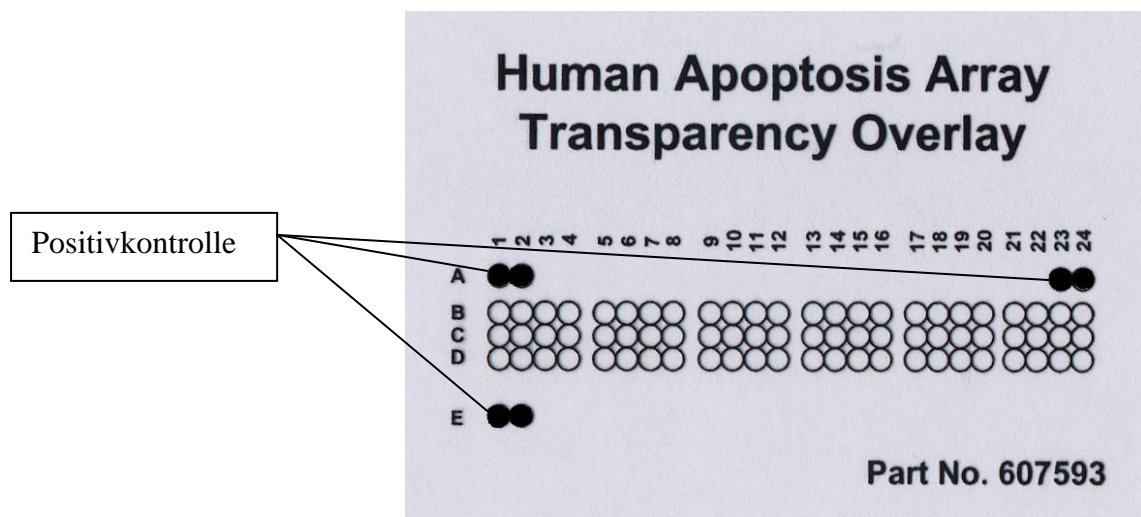 Human Apoptosis Array
Transparency Overlay
Positivkontrolle
1 2 3 4 5 6 7 8 9 10 11 12 13 14 15 16 17 18 19 20 21 22 23 24
A
B
C
D
E
Part No. 607593